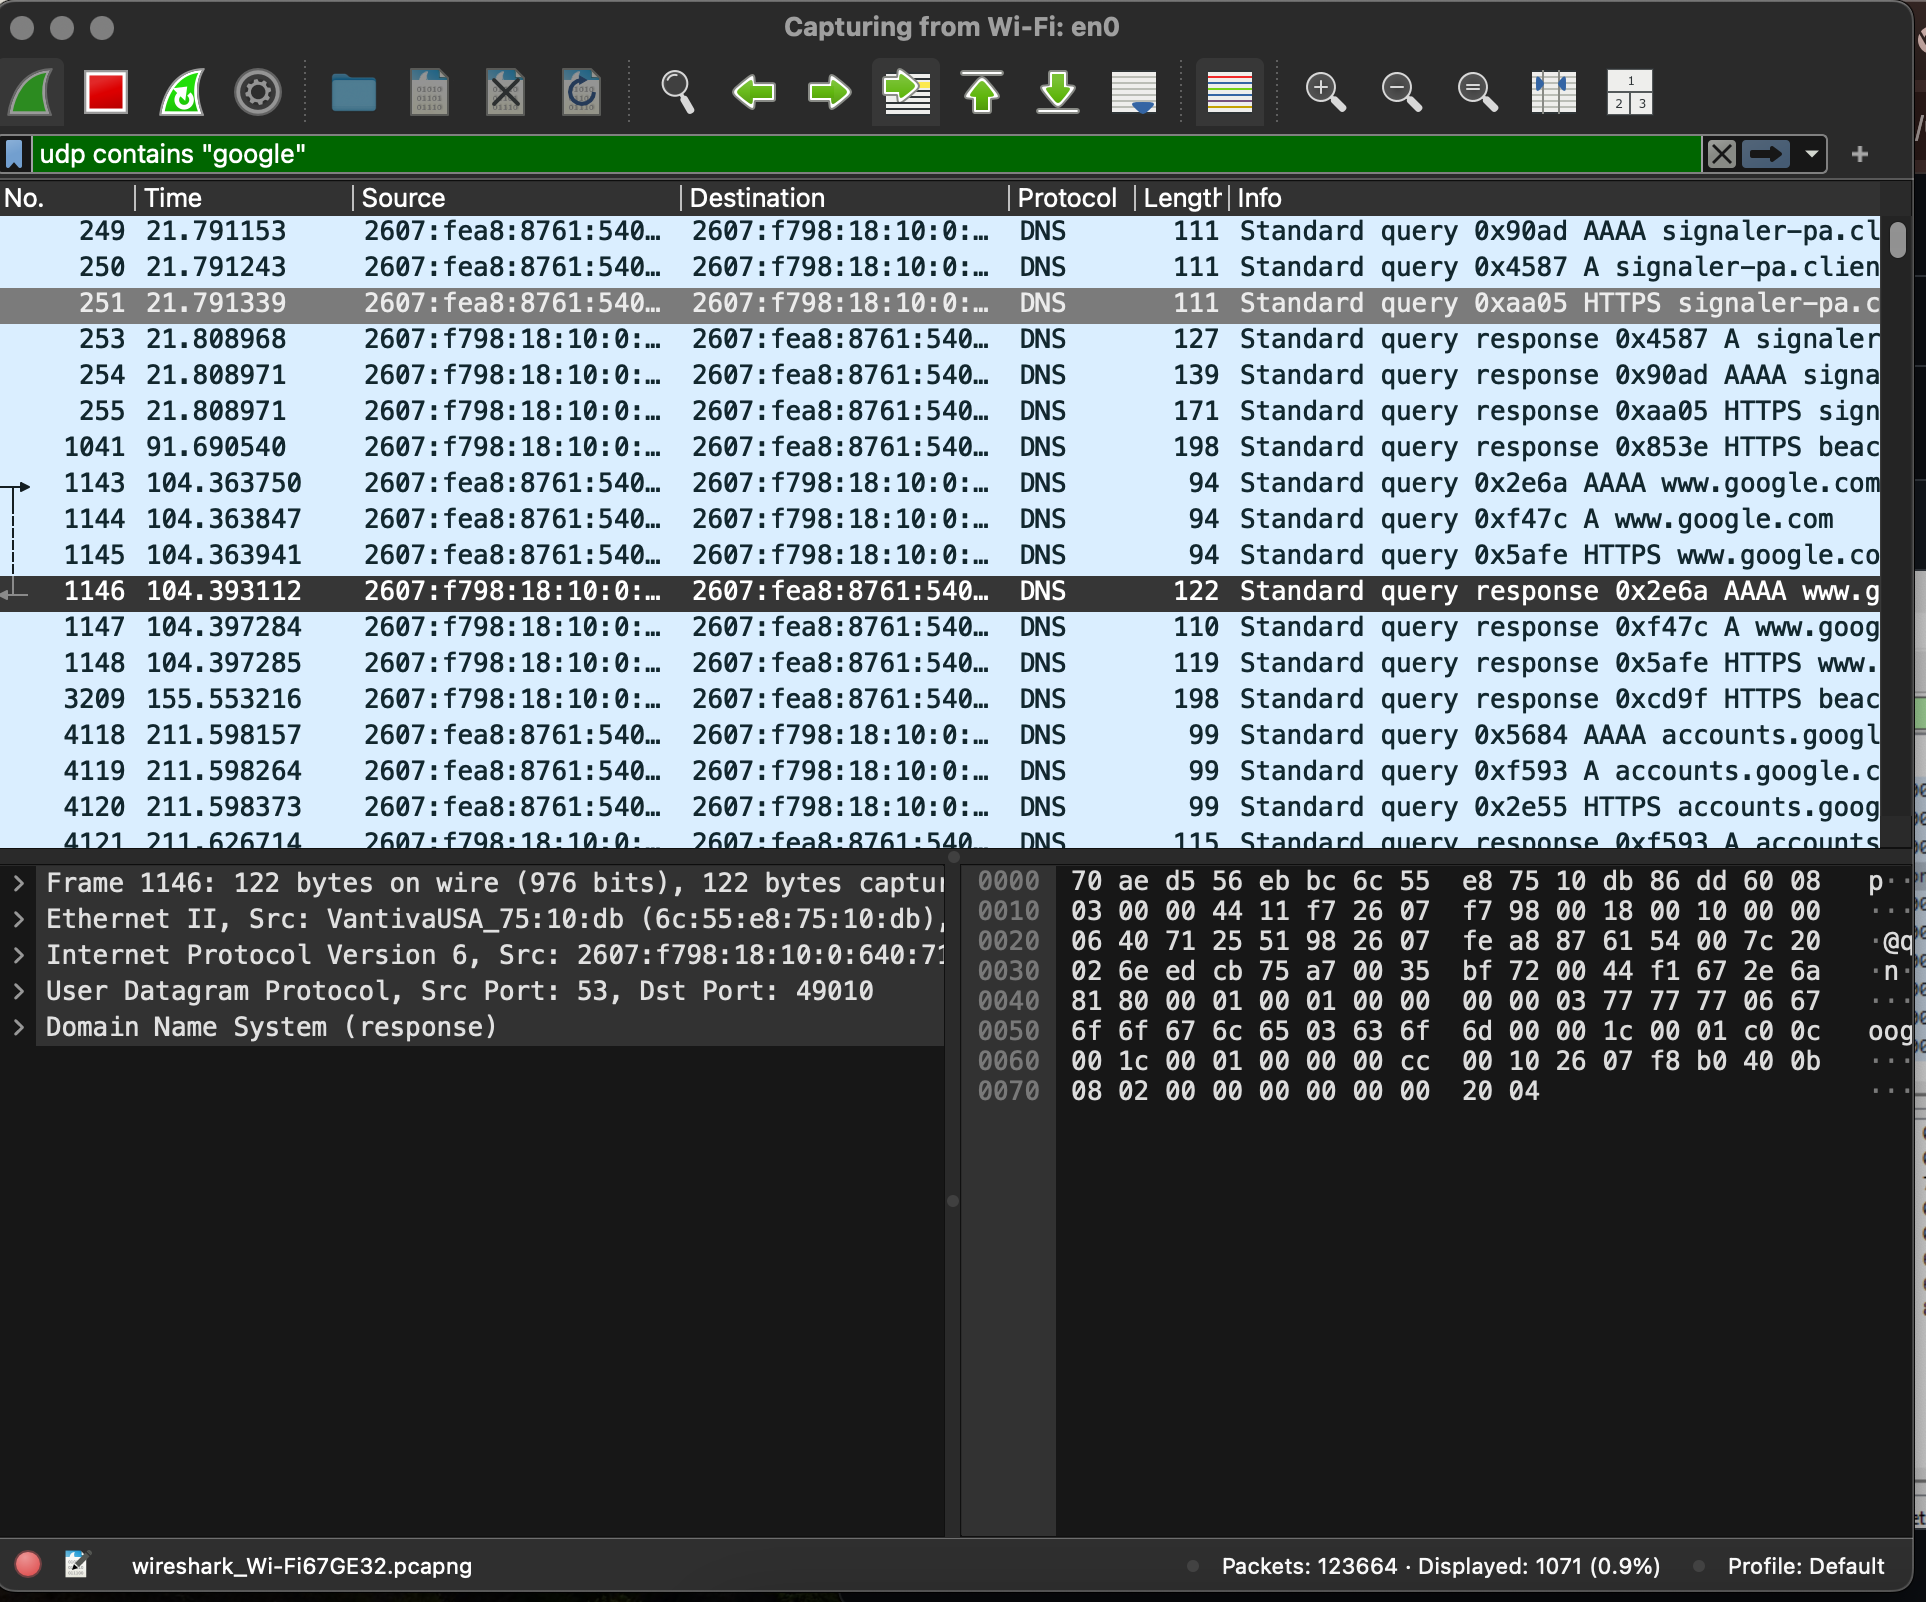 Capturing from Wi-Fi: en0
udp contains "google"
No. Time Source Destination Protocol Length Info
249 21.791153 2607:fea8:8761:540… 2607:f798:18:10:0:… DNS 111 Standard query 0x90ad AAAA signaler-pa.cl
250 21.791243 2607:fea8:8761:540… 2607:f798:18:10:0:… DNS 111 Standard query 0x4587 A signaler-pa.clien
251 21.791339 2607:fea8:8761:540… 2607:f798:18:10:0:… DNS 111 Standard query 0xaa05 HTTPS signaler-pa.c
253 21.808968 2607:f798:18:10:0:… 2607:fea8:8761:540… DNS 127 Standard query response 0x4587 A signaler
254 21.808971 2607:f798:18:10:0:… 2607:fea8:8761:540… DNS 139 Standard query response 0x90ad AAAA signa
255 21.808971 2607:f798:18:10:0:… 2607:fea8:8761:540… DNS 171 Standard query response 0xaa05 HTTPS sign
1041 91.690540 2607:f798:18:10:0:… 2607:fea8:8761:540… DNS 198 Standard query response 0x853e HTTPS beac
1143 104.363750 2607:fea8:8761:540… 2607:f798:18:10:0:… DNS 94 Standard query 0x2e6a AAAA www.google.com
1144 104.363847 2607:fea8:8761:540… 2607:f798:18:10:0:… DNS 94 Standard query 0xf47c A www.google.com
1145 104.363941 2607:fea8:8761:540… 2607:f798:18:10:0:… DNS 94 Standard query 0x5afe HTTPS www.google.co
1146 104.393112 2607:f798:18:10:0:… 2607:fea8:8761:540… DNS 122 Standard query response 0x2e6a AAAA www.g
1147 104.397284 2607:f798:18:10:0:… 2607:fea8:8761:540… DNS 110 Standard query response 0xf47c A www.goog
1148 104.397285 2607:f798:18:10:0:… 2607:fea8:8761:540… DNS 119 Standard query response 0x5afe HTTPS www.
3209 155.553216 2607:f798:18:10:0:… 2607:fea8:8761:540… DNS 198 Standard query response 0xcd9f HTTPS beac
4118 211.598157 2607:fea8:8761:540… 2607:f798:18:10:0:… DNS 99 Standard query 0x5684 AAAA accounts.googl
4119 211.598264 2607:fea8:8761:540… 2607:f798:18:10:0:… DNS 99 Standard query 0xf593 A accounts.google.c
4120 211.598373 2607:fea8:8761:540… 2607:f798:18:10:0:… DNS 99 Standard query 0x2e55 HTTPS accounts.goog
4121 211.626714 2607:f798:18:10:0:… 2607:fea8:8761:540… DNS 115 Standard query response 0xf593 A accounts
Frame 1146: 122 bytes on wire (976 bits), 122 bytes captur
Ethernet II, Src: VantivaUSA_75:10:db (6c:55:e8:75:10:db),
Internet Protocol Version 6, Src: 2607:f798:18:10:0:640:71
User Datagram Protocol, Src Port: 53, Dst Port: 49010
Domain Name System (response)
0000 70 ae d5 56 eb bc 6c 55 e8 75 10 db 86 dd 60 08 p··
0010 03 00 00 44 11 f7 26 07 f7 98 00 18 00 10 00 00 ···
0020 06 40 71 25 51 98 26 07 fe a8 87 61 54 00 7c 20 ·@q
0030 02 6e ed cb 75 a7 00 35 bf 72 00 44 f1 67 2e 6a ·n·
0040 81 80 00 01 00 01 00 00 00 00 03 77 77 77 06 67 ···
0050 6f 6f 67 6c 65 03 63 6f 6d 00 00 1c 00 01 c0 0c oog
0060 00 1c 00 01 00 00 00 cc 00 10 26 07 f8 b0 40 0b ···
0070 08 02 00 00 00 00 00 00 20 04 ···
wireshark_Wi-Fi67GE32.pcapng
Packets: 123664 · Displayed: 1071 (0.9%)
Profile: Default